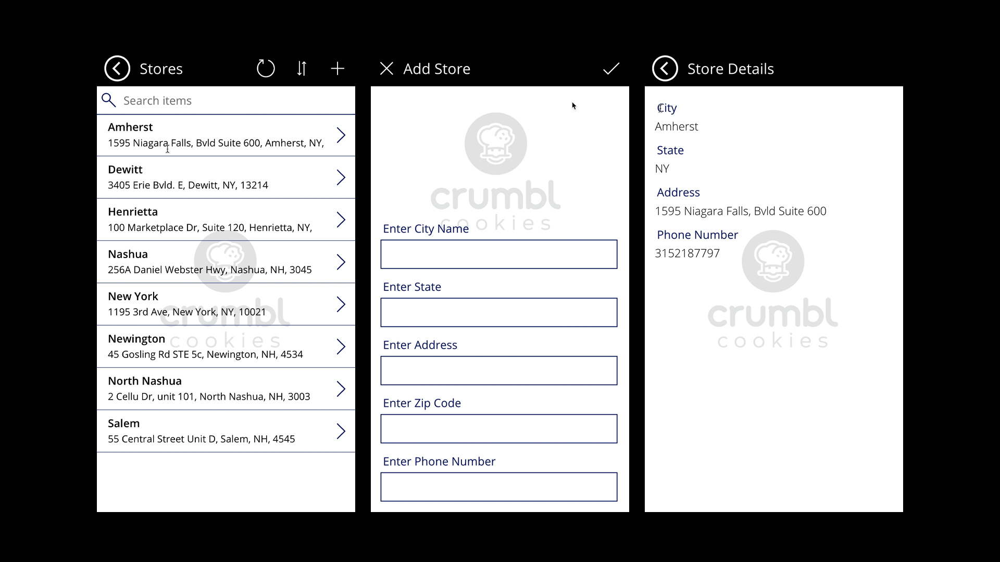 Stores
Search items
Amherst
1595 Niagara Falls, Bvld Suite 600, Amherst, NY,
Dewitt
3405 Erie Bvld. E, Dewitt, NY, 13214
Henrietta
100 Marketplace Dr, Suite 120, Henrietta, NY,
Nashua
256A Daniel Webster Hwy, Nashua, NH, 3045
New York
1195 3rd Ave, New York, NY, 10021
Newington
45 Gosling Rd STE 5c, Newington, NH, 4534
North Nashua
2 Cellu Dr, unit 101, North Nashua, NH, 3003
Salem
55 Central Street Unit D, Salem, NH, 4545
crumbl
cookies
Add Store
crumbl
cookies
Enter City Name
Enter State
Enter Address
Enter Zip Code
Enter Phone Number
Store Details
City
Amherst
State
NY
Address
1595 Niagara Falls, Bvld Suite 600
Phone Number
3152187797
crumbl
cookies